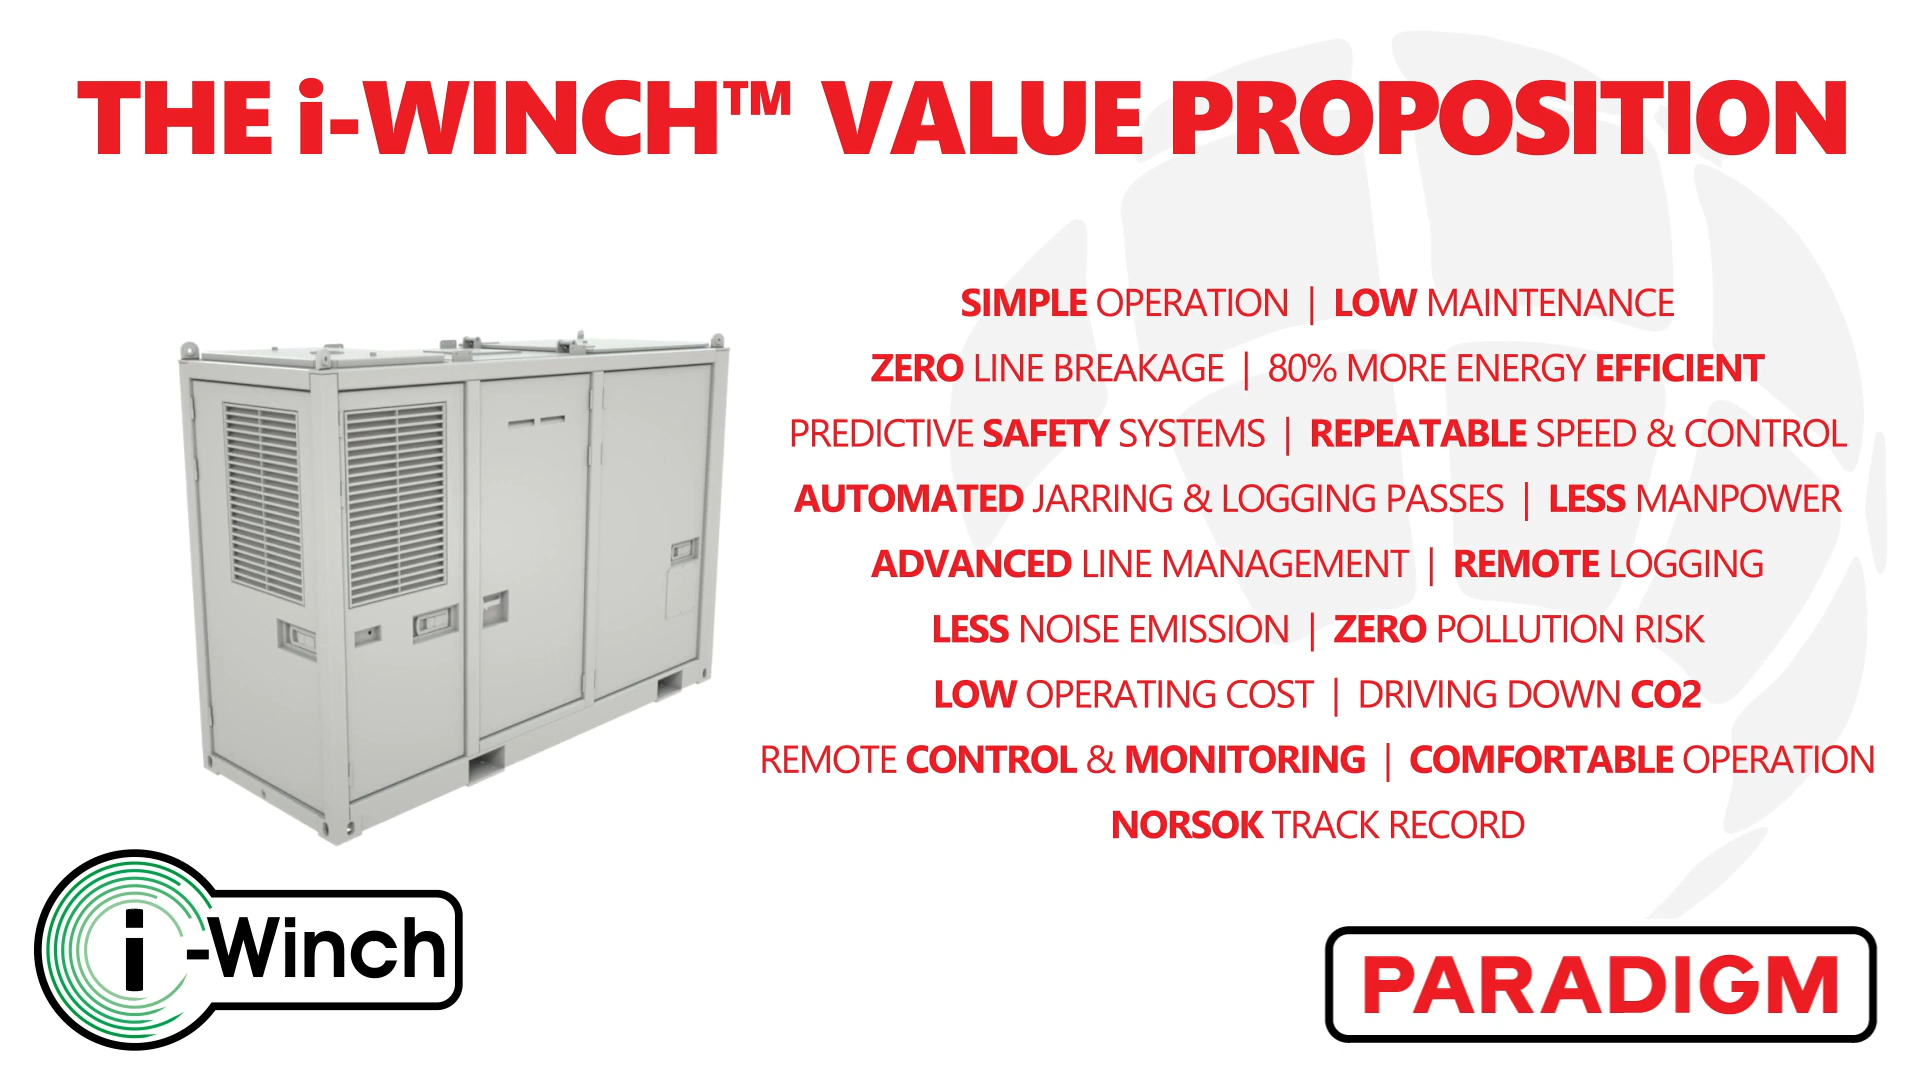 THE i-WINCH™ VALUE PROPOSITION
SIMPLE OPERATION | LOW MAINTENANCE
ZERO LINE BREAKAGE | 80% MORE ENERGY EFFICIENT
PREDICTIVE SAFETY SYSTEMS | REPEATABLE SPEED & CONTROL
AUTOMATED JARRING & LOGGING PASSES | LESS MANPOWER
ADVANCED LINE MANAGEMENT | REMOTE LOGGING
LESS NOISE EMISSION | ZERO POLLUTION RISK
LOW OPERATING COST | DRIVING DOWN CO2
REMOTE CONTROL & MONITORING | COMFORTABLE OPERATION
NORSOK TRACK RECORD
i-Winch
PARADIGM